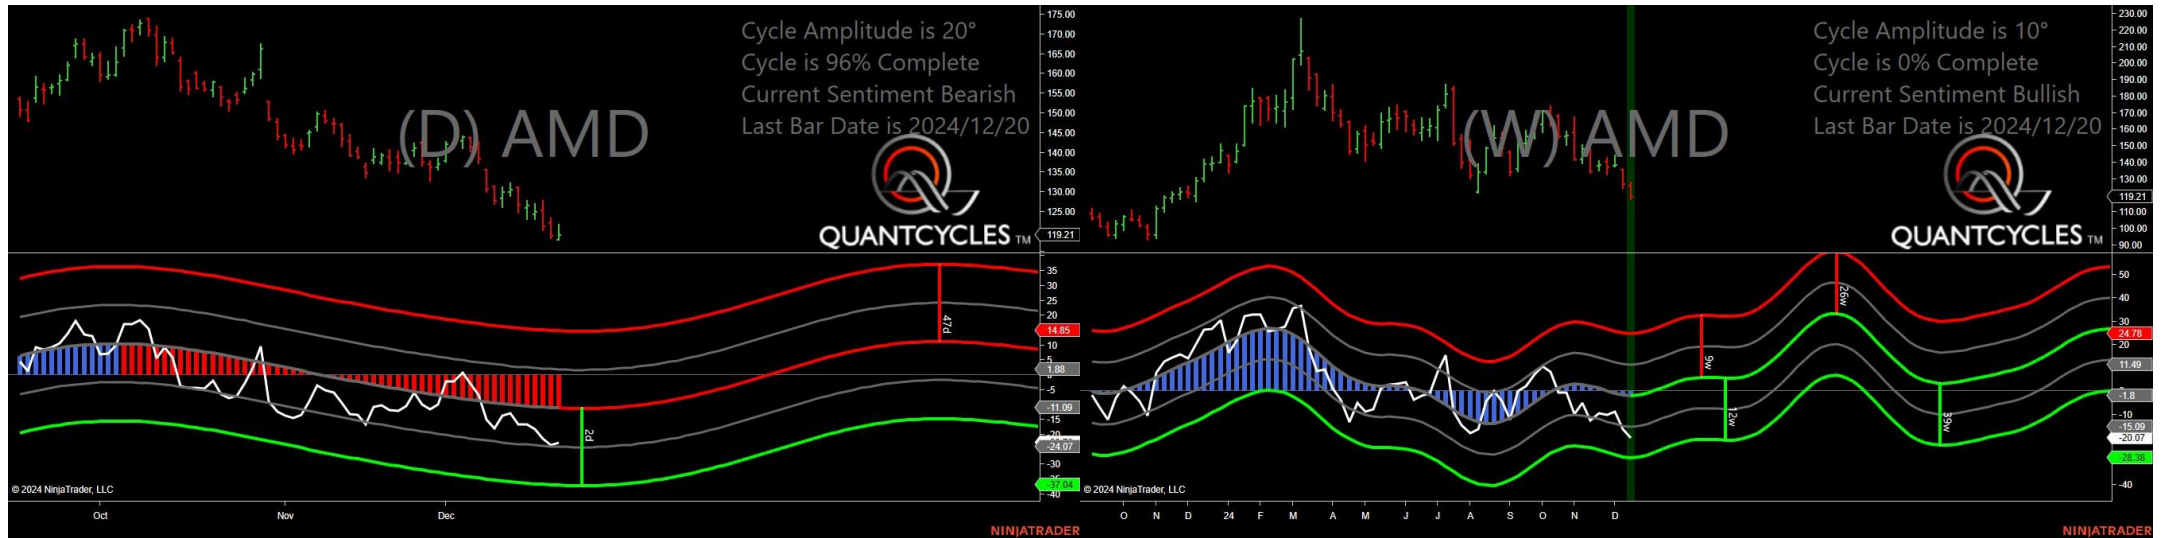 Cycle Amplitude is 20°
Cycle is 96% Complete
Current Sentiment Bearish
Last Bar Date is 2024/12/20
(D) AMD
QUANTCYCLES TM
175.00
170.00
165.00
160.00
155.00
150.00
145.00
140.00
135.00
130.00
125.00
119.21
35
30
25
20
14.85
10
5
1.88
-5
-11.09
-15
-20
-24.07
-30
-37.04
-40
47d
2d
© 2024 NinjaTrader, LLC
Oct Nov Dec
NINJATRADER
Cycle Amplitude is 10°
Cycle is 0% Complete
Current Sentiment Bullish
Last Bar Date is 2024/12/20
(W) AMD
QUANTCYCLES TM
230.00
220.00
210.00
200.00
190.00
180.00
170.00
160.00
150.00
140.00
130.00
119.21
110.00
100.00
90.00
50
40
30
24.78
20
11.49
-1.8
-10
-15.09
-20.07
-28.38
-40
9w
12w
26w
39w
© 2024 NinjaTrader, LLC
O N D 24 F M A M J J A S O N D
NINJATRADER